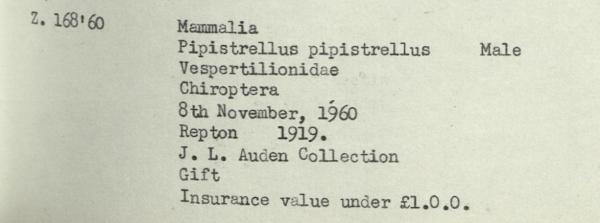 Z. 168'60
Mammalia
Pipistrellus pipistrellus Male
Vespertilionidae
Chiroptera
8th November, 1960
Repton 1919.
J. L. Auden Collection
Gift
Insurance value under £1.0.0.